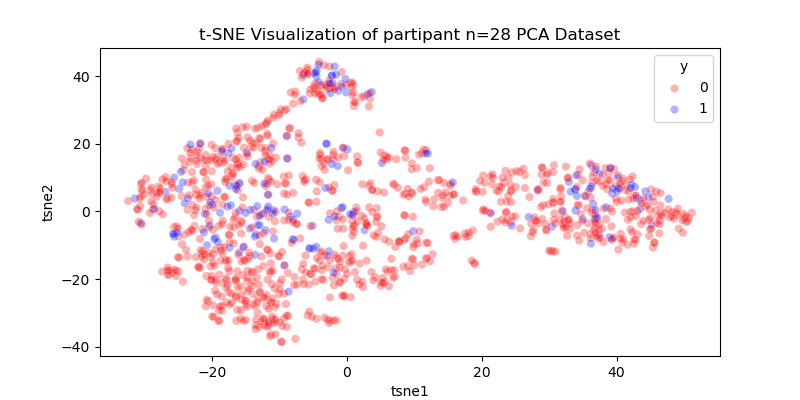 t-SNE Visualization of partipant n=28 PCA Dataset
y
0
1
tsne2
40
20
0
−20
−40
−20
0
20
40
tsne1